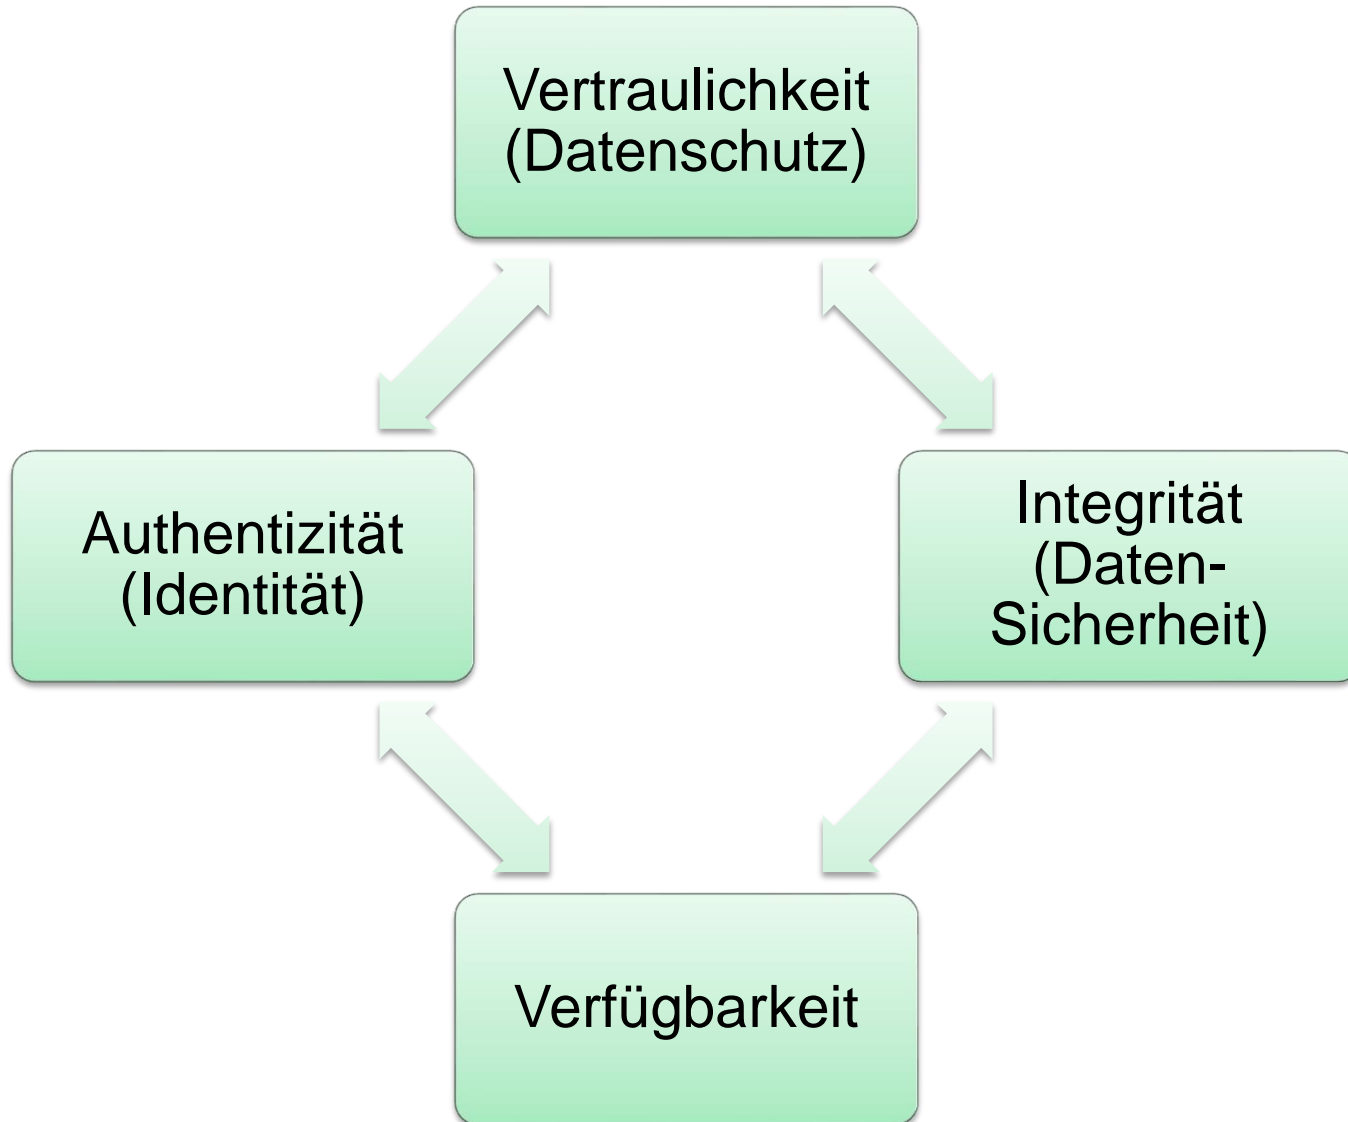 Vertraulichkeit
(Datenschutz)
Authentizität
(Identität)
Integrität
(Daten-
Sicherheit)
Verfügbarkeit